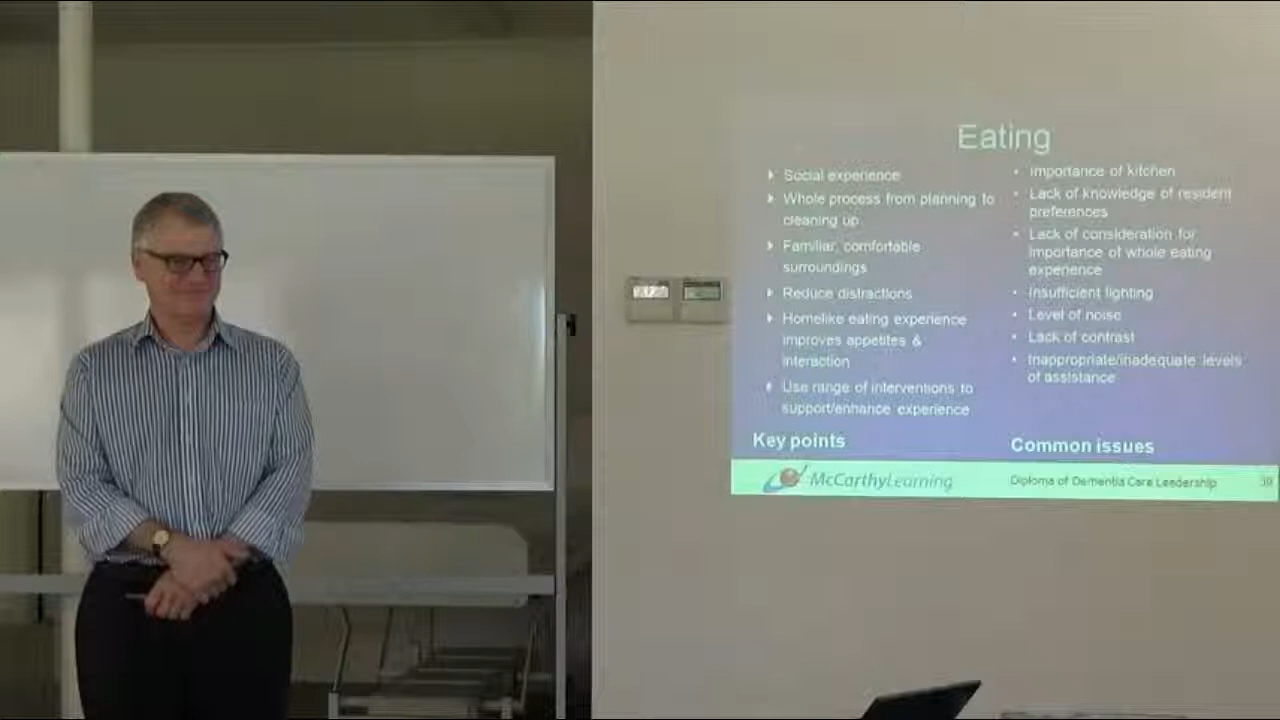 Eating
Social experience
Whole process from planning to
cleaning up
Familiar, comfortable
surroundings
Reduce distractions
Homelike eating experience
improves appetites &
interaction
Use range of interventions to
support/enhance experience
Key points
Importance of kitchen
Lack of knowledge of resident
preferences
Lack of consideration for
importance of whole eating
experience
Insufficient lighting
Level of noise
Lack of contrast
Inappropriate/inadequate levels
of assistance
Common issues
McCarthyLearning
Diploma of Dementia Care Leedership